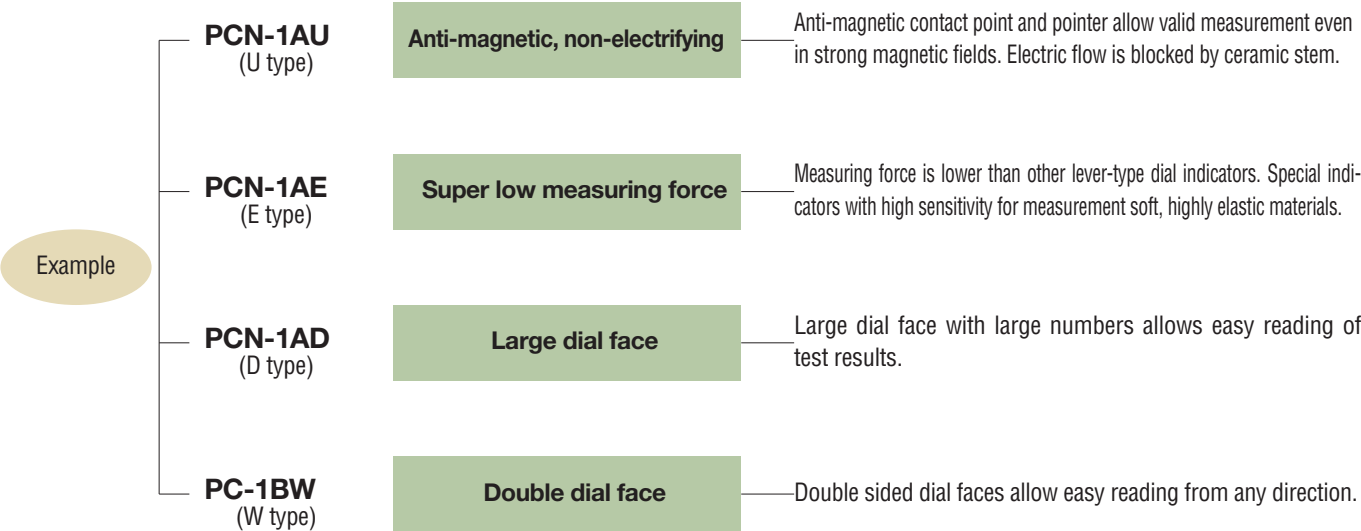 PCN-1AU
(U type)
Anti-magnetic, non-electrifying
Anti-magnetic contact point and pointer allow valid measurement even
in strong magnetic fields. Electric flow is blocked by ceramic stem.
PCN-1AE
(E type)
Super low measuring force
Measuring force is lower than other lever-type dial indicators. Special indi-
cators with high sensitivity for measurement soft, highly elastic materials.
Example
PCN-1AD
(D type)
Large dial face
Large dial face with large numbers allows easy reading of
test results.
PC-1BW
(W type)
Double dial face
Double sided dial faces allow easy reading from any direction.